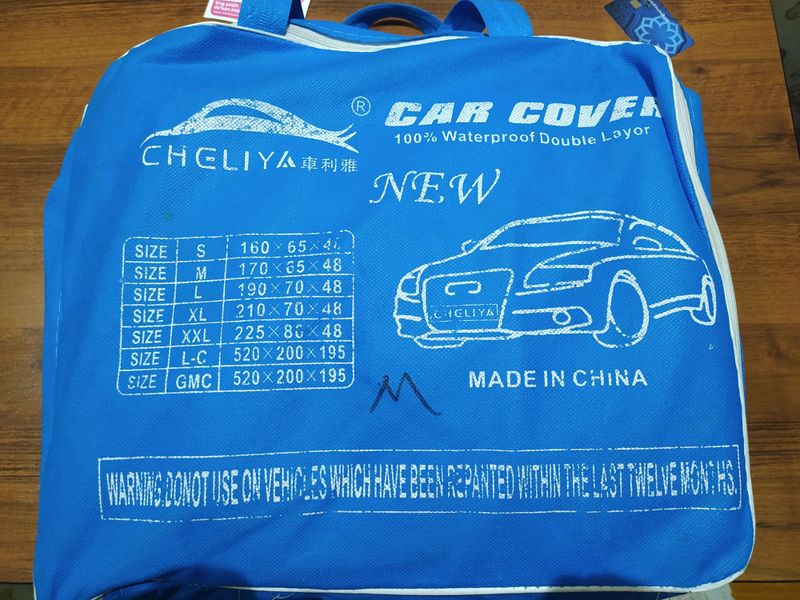 ®
CAR COVER
100% Waterproof Double Layor
CHELIYA 車利雅
NEW
SIZE S 160×65×48
SIZE M 170×65×48
SIZE L 190×70×48
SIZE XL 210×70×48
SIZE XXL 225×80×48
SIZE L-C 520×200×195
SIZE GMC 520×200×195
CHELIYA
MADE IN CHINA
M
WARNING:DONOT USE ON VEHICLES WHICH HAVE BEEN REPANTED WITHIN THE LAST TWELVE MONTHS.